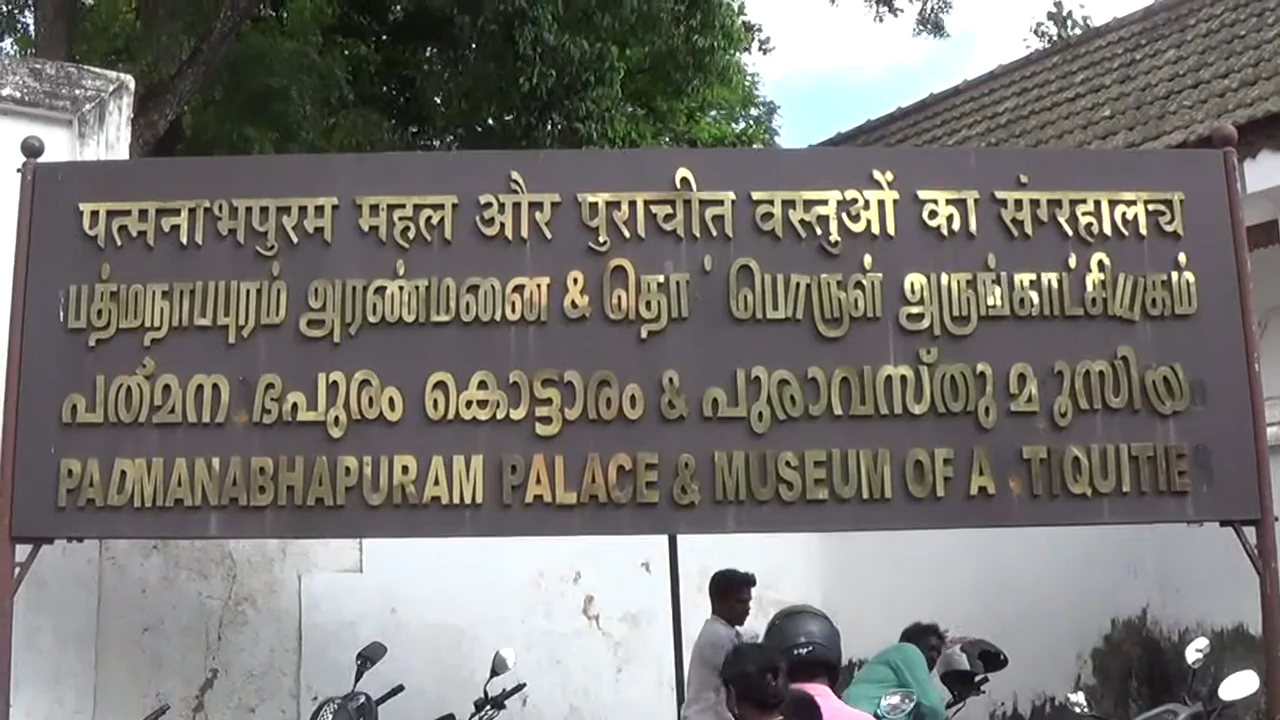 पत्मनाभपुरम महल और पुराचीत वस्तुओं का संग्रहालय
பத்மநாபபுரம் அரண்மனை & தொ பொருள் அருங்காட்சியகம்
പത്മന ഭപുരം കൊട്ടാരം & പുരാവസ്തു മ്യൂസിയ
PADMANABHAPURAM PALACE & MUSEUM OF A TIQUITIE